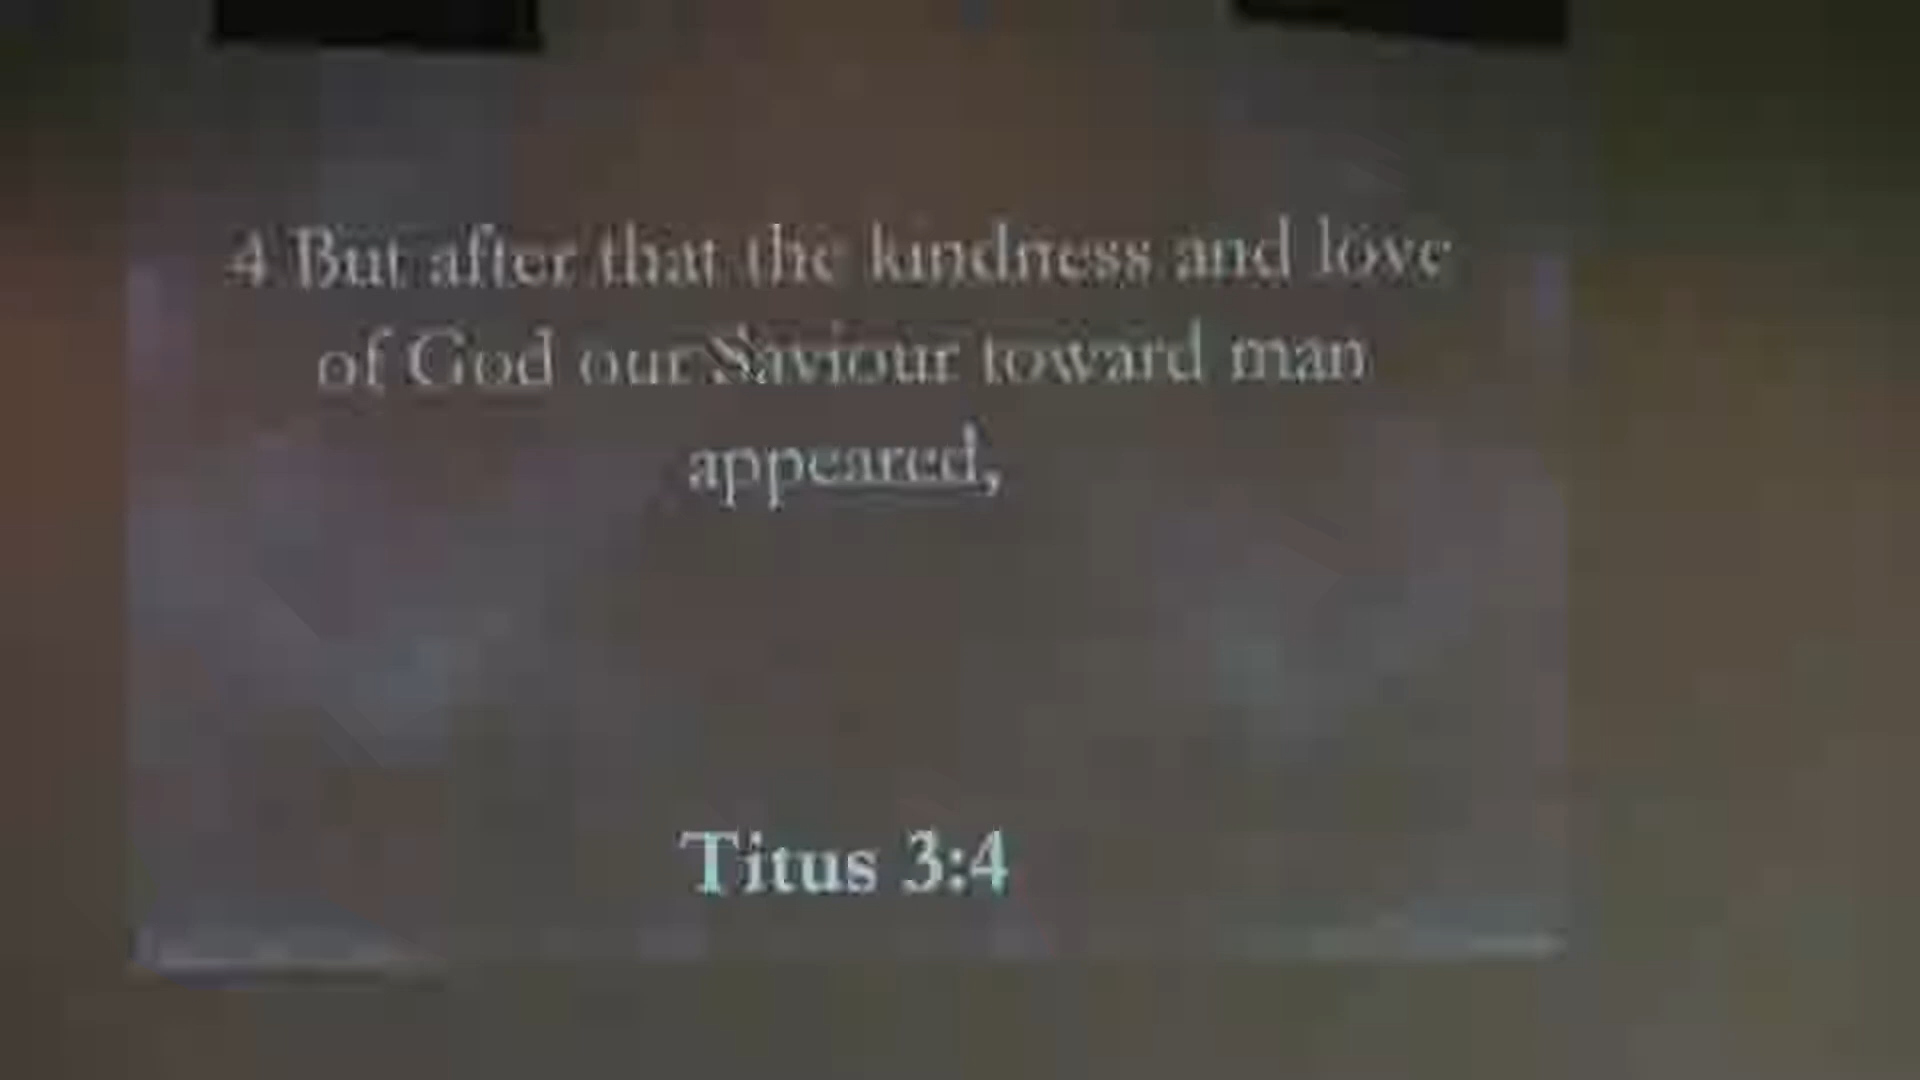 4 But after that the kindness and love
of God our Saviour toward man
appeared,
Titus 3:4